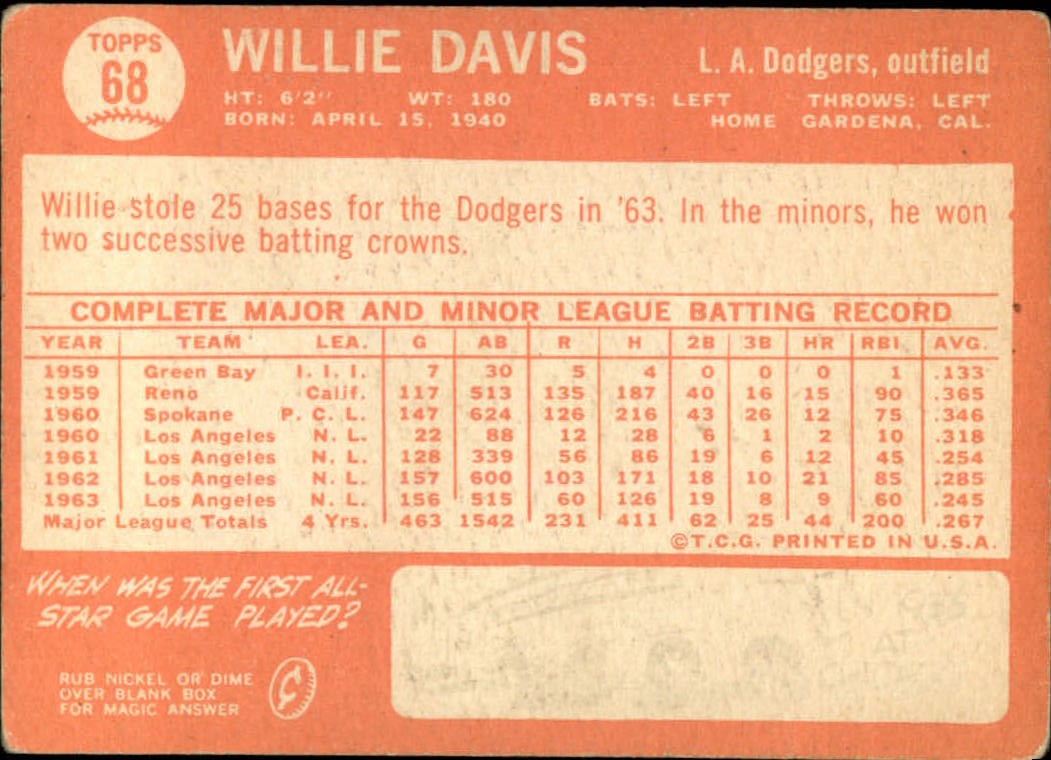 TOPPS
68
WILLIE DAVIS
L. A. Dodgers, outfield
HT: 6'2" WT: 180 BATS: LEFT THROWS: LEFT
BORN: APRIL 15, 1940 HOME GARDENA, CAL.
Willie stole 25 bases for the Dodgers in '63. In the minors, he won
two successive batting crowns.
COMPLETE MAJOR AND MINOR LEAGUE BATTING RECORD
YEAR TEAM LEA. G AB R H 2B 3B HR RBI AVG.
1959 Green Bay I. I. I. 7 30 5 4 0 0 0 1 .133
1959 Reno Calif. 117 513 135 187 40 16 15 90 .365
1960 Spokane P. C. L. 147 624 126 216 43 26 12 75 .346
1960 Los Angeles N. L. 22 88 12 28 6 1 2 10 .318
1961 Los Angeles N. L. 128 339 56 86 19 6 12 45 .254
1962 Los Angeles N. L. 157 600 103 171 18 10 21 85 .285
1963 Los Angeles N. L. 156 515 60 126 19 8 9 60 .245
Major League Totals 4 Yrs. 463 1542 231 411 62 25 44 200 .267
©T.C.G. PRINTED IN U.S.A.
WHEN WAS THE FIRST ALL-
STAR GAME PLAYED?
RUB NICKEL OR DIME
OVER BLANK BOX
FOR MAGIC ANSWER
¢